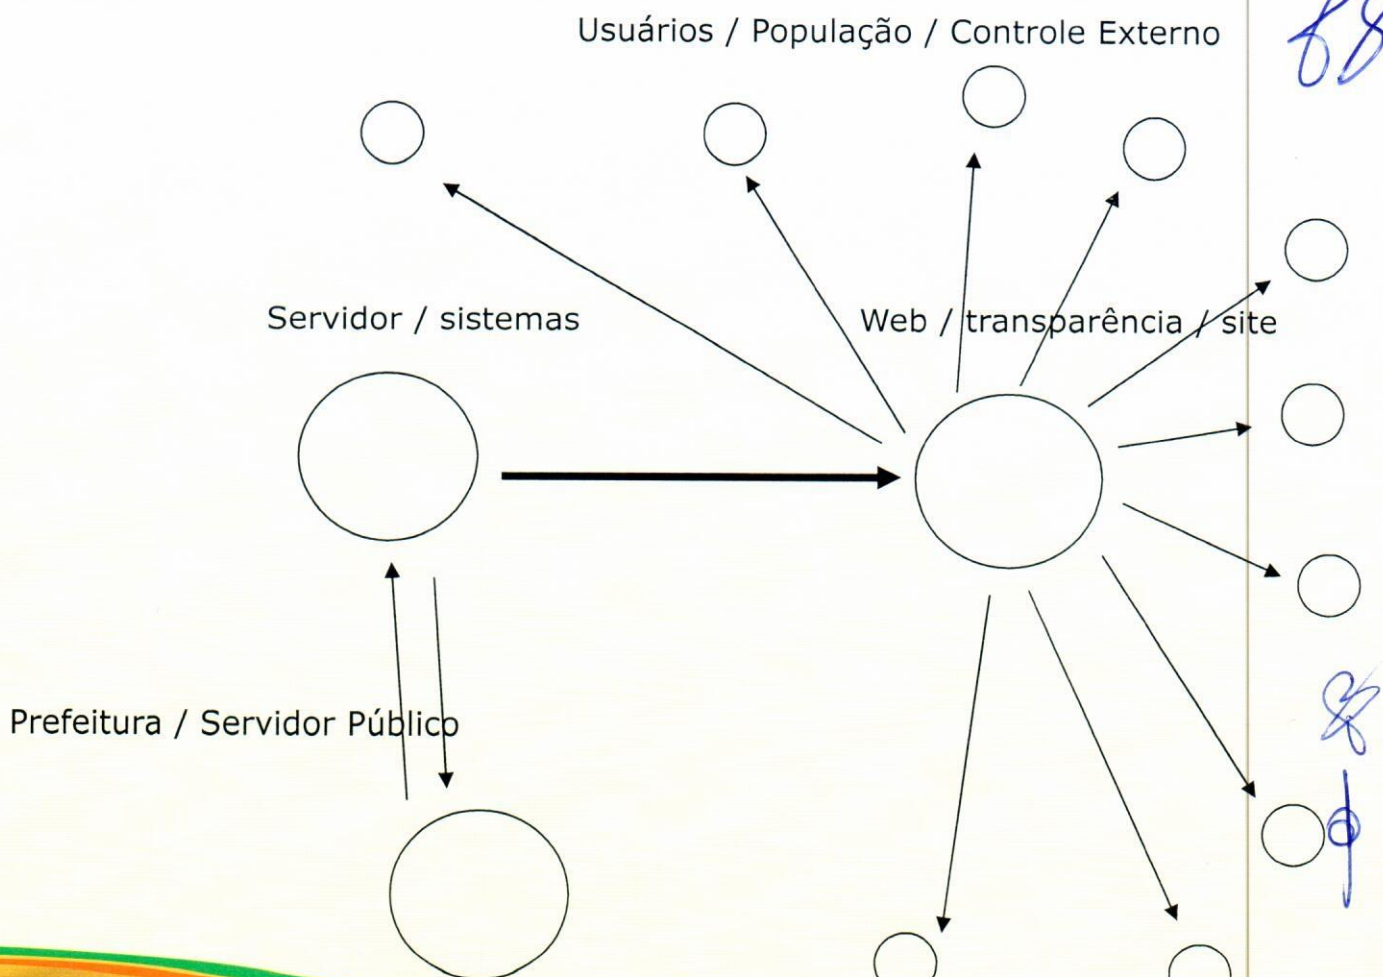 Usuários / População / Controle Externo
Servidor / sistemas
Web / transparência / site
Prefeitura / Servidor Público